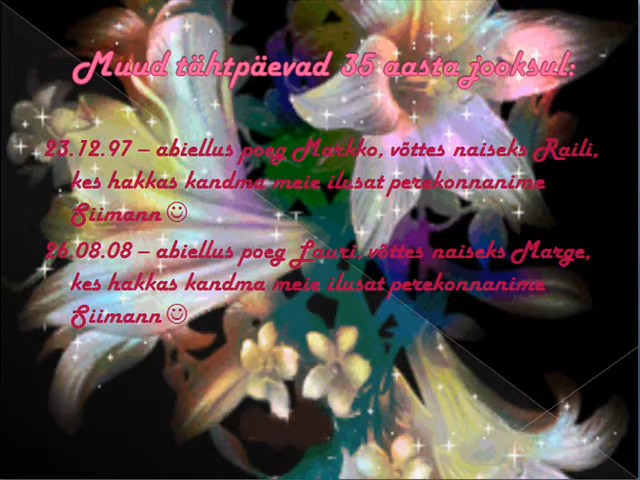 Muud tähtpäevad 35 aasta jooksul:
23.12.97 – abiellus poeg Markko, võttes naiseks Raili,
kes hakkas kandma meie ilusat perekonnanime
Siimann ☺
26.08.08 – abiellus poeg Lauri, võttes naiseks Marge,
kes hakkas kandma meie ilusat perekonnanime
Siimann ☺